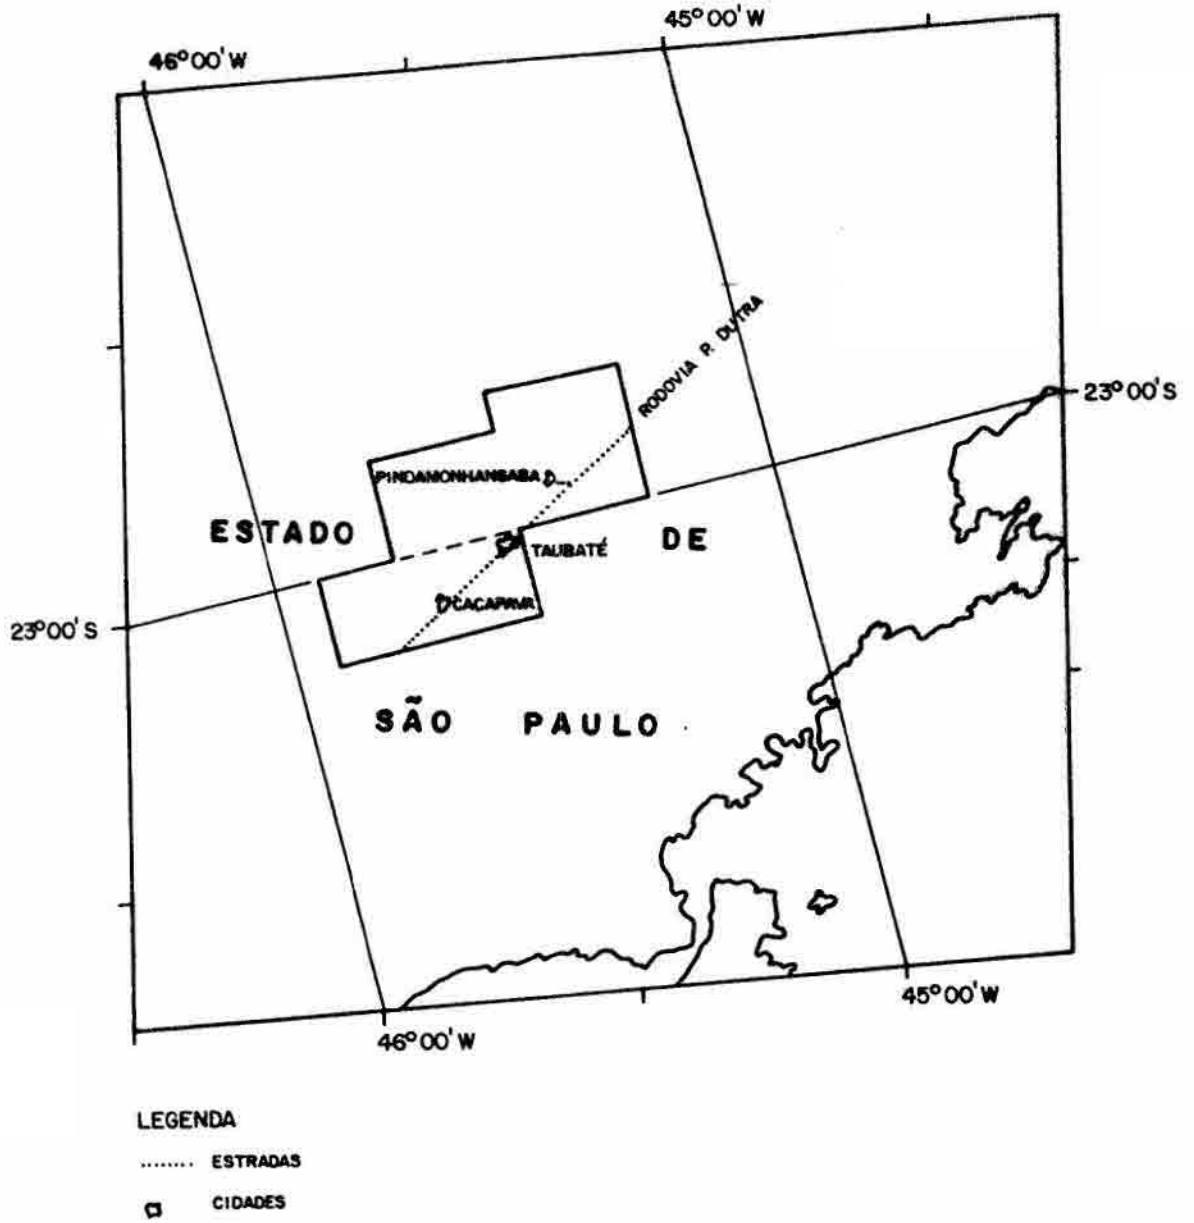 45°00'W
46°00'W
RODOVIA P. DUTRA
23°00'S
PINDAMONHANGABA
ESTADO DE
TAUBATÉ
CAÇAPAVA
23°00'S
SÃO PAULO
45°00'W
46°00'W
LEGENDA
ESTRADAS
CIDADES